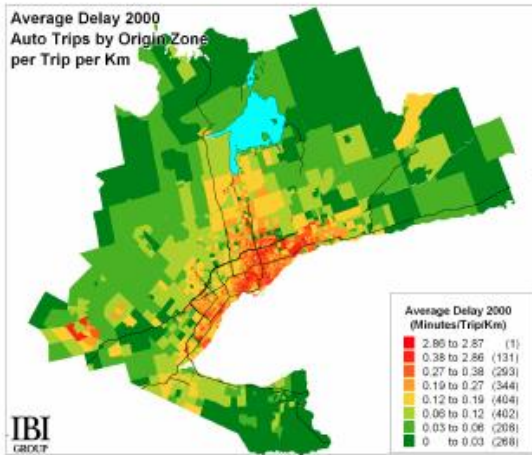 Average Delay 2000
Auto Trips by Origin Zone
per Trip per Km
Average Delay 2000
(Minutes/Trip/Km)
2.86 to 2.87 (1)
0.38 to 2.86 (131)
0.27 to 0.38 (293)
0.19 to 0.27 (344)
0.12 to 0.19 (404)
0.06 to 0.12 (402)
0.03 to 0.06 (206)
0 to 0.03 (268)
IBI
GROUP